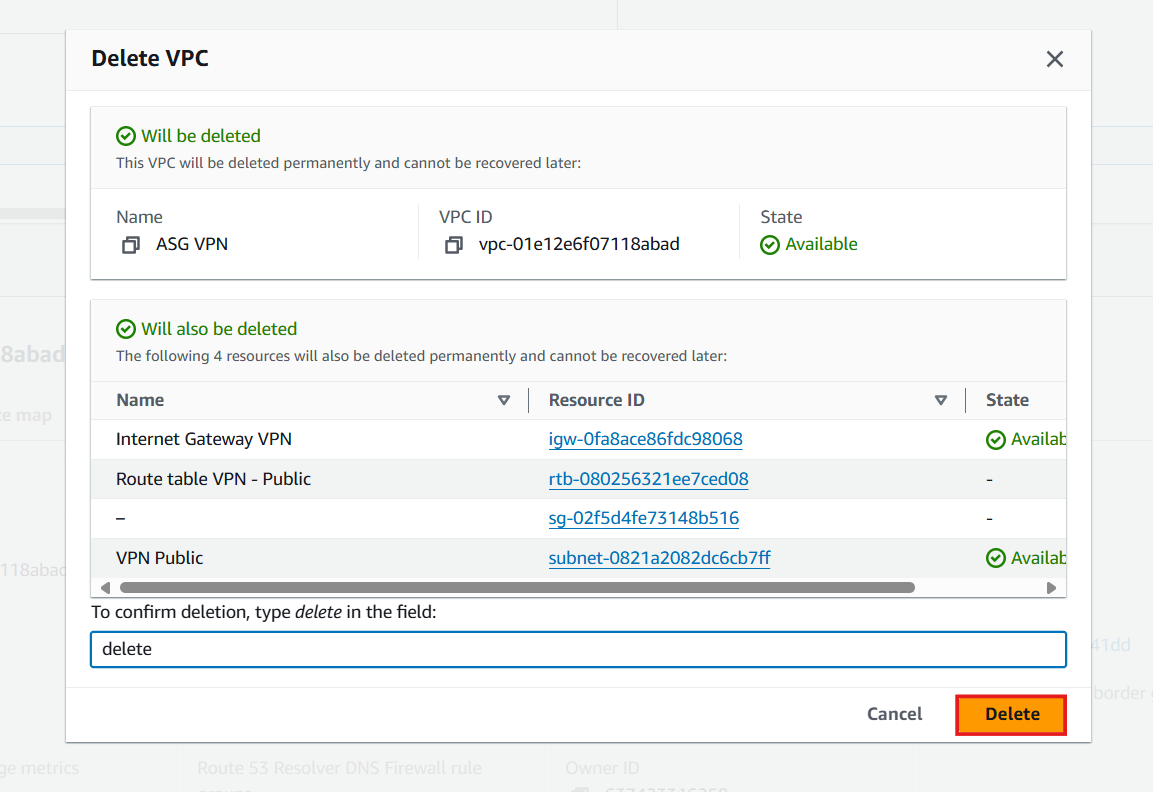 Delete VPC
Will be deleted
This VPC will be deleted permanently and cannot be recovered later:
Name VPC ID State
ASG VPN vpc-01e12e6f07118abad Available
Will also be deleted
The following 4 resources will also be deleted permanently and cannot be recovered later:
8abad
Name Resource ID State
e map
Internet Gateway VPN igw-0fa8ace86fdc98068 Availab
Route table VPN - Public rtb-080256321ee7ced08 -
– sg-02f5d4fe73148b516 -
VPN Public subnet-0821a2082dc6cb7ff Availab
118abad
To confirm deletion, type delete in the field:
delete
41dd
border
Cancel Delete
ge metrics Route 53 Resolver DNS Firewall rule Owner ID